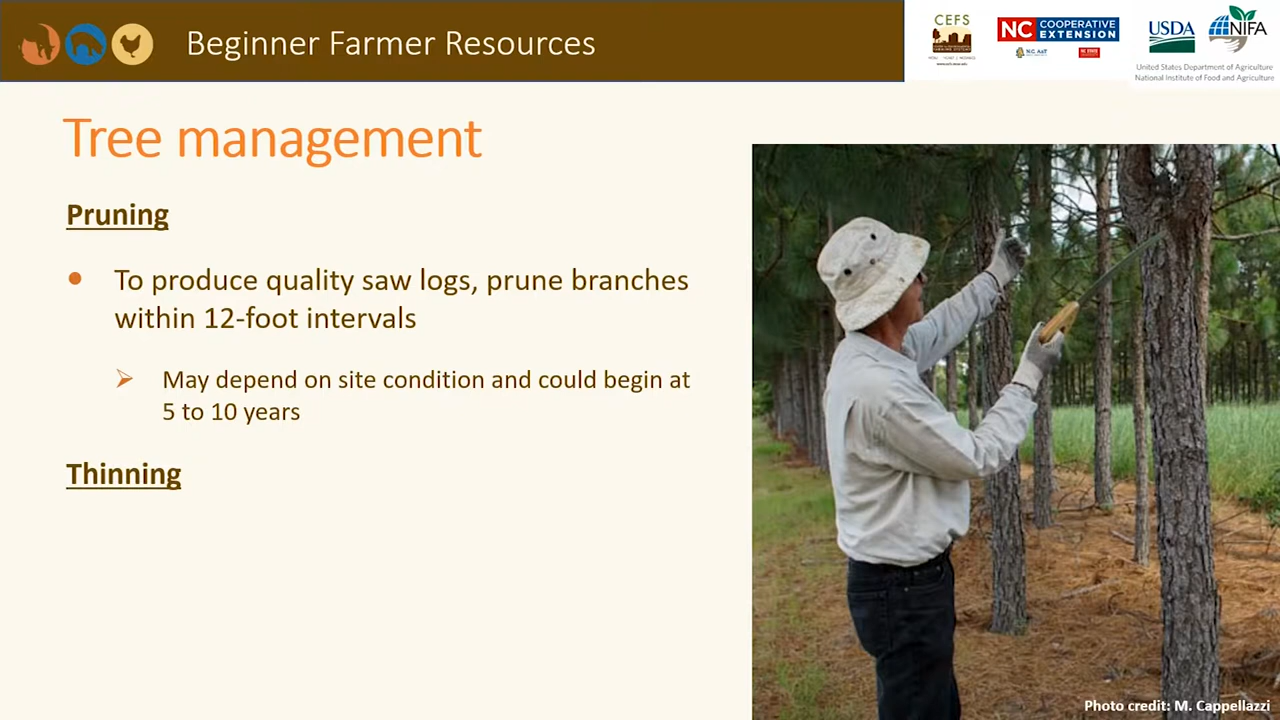 Beginner Farmer Resources
CEFS
NC COOPERATIVE EXTENSION
USDA
NIFA
United States Department of Agriculture
National Institute of Food and Agriculture
Tree management
Pruning
To produce quality saw logs, prune branches
within 12-foot intervals
May depend on site condition and could begin at
5 to 10 years
Thinning
Photo credit: M. Cappellazzi